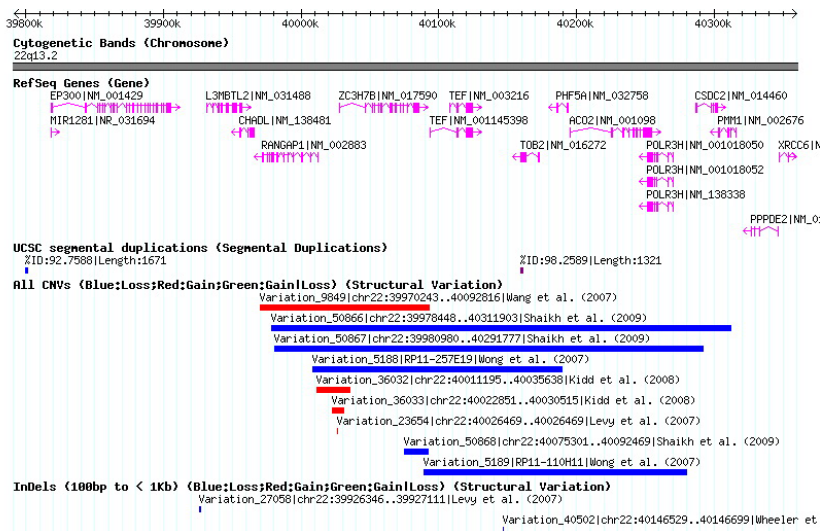 39800k 39900k 40000k 40100k 40200k 40300k
Cytogenetic Bands (Chromosome)
22q13.2
RefSeq Genes (Gene)
EP300|NM_001429 L3MBTL2|NM_031488 ZC3H7B|NM_017590 TEF|NM_003216 PHF5A|NM_032758 CSDC2|NM_014460
MIR1281|NR_031694 CHADL|NM_138481 TEF|NM_001145398 ACO2|NM_001098 PMM1|NM_002676
RANGAP1|NM_002883 TOB2|NM_016272 POLR3H|NM_001018050 XRCC6|N
POLR3H|NM_001018052
POLR3H|NM_138338
PPPDE2|NM_01
UCSC segmental duplications (Segmental Duplications)
%ID:92.7588|Length:1671 %ID:98.2589|Length:1321
All CNVs (Blue:Loss;Red:Gain;Green:Gain|Loss) (Structural Variation)
Variation_9849|chr22:39970243..40092816|Wang et al. (2007)
Variation_50866|chr22:39978448..40311903|Shaikh et al. (2009)
Variation_50867|chr22:39980980..40291777|Shaikh et al. (2009)
Variation_5188|RP11-257E19|Wong et al. (2007)
Variation_36032|chr22:40011195..40035638|Kidd et al. (2008)
Variation_36033|chr22:40022851..40030515|Kidd et al. (2008)
Variation_23654|chr22:40026469..40026469|Levy et al. (2007)
Variation_50868|chr22:40075301..40092469|Shaikh et al. (2009)
Variation_5189|RP11-110H11|Wong et al. (2007)
InDels (100bp to < 1Kb) (Blue:Loss;Red:Gain;Green:Gain|Loss) (Structural Variation)
Variation_27058|chr22:39926346..39927111|Levy et al. (2007)
Variation_40502|chr22:40146529..40146699|Wheeler et